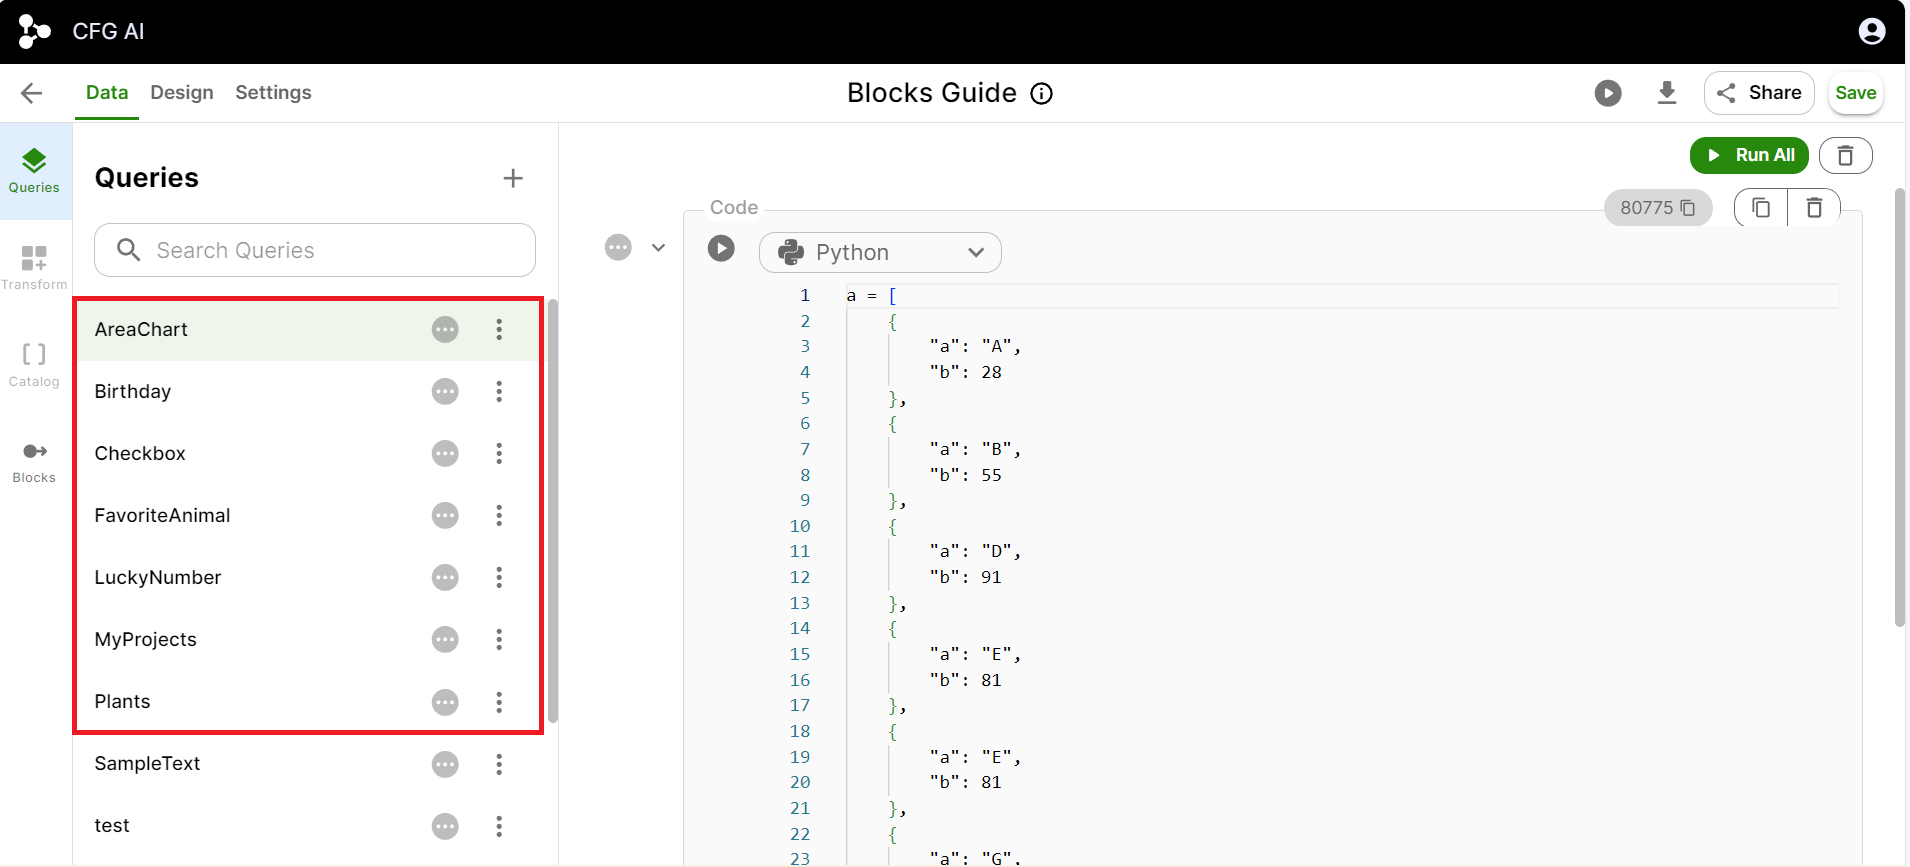 CFG AI
Data Design Settings
Blocks Guide
Share
Save
Queries
Transform
Catalog
Blocks
Queries
Search Queries
AreaChart
Birthday
Checkbox
FavoriteAnimal
LuckyNumber
MyProjects
Plants
SampleText
test
Run All
Code
80775
Python
1 a = [
2 {
3 "a": "A",
4 "b": 28
5 },
6 {
7 "a": "B",
8 "b": 55
9 },
10 {
11 "a": "D",
12 "b": 91
13 },
14 {
15 "a": "E",
16 "b": 81
17 },
18 {
19 "a": "E",
20 "b": 81
21 },
22 {
23 "a": "G",